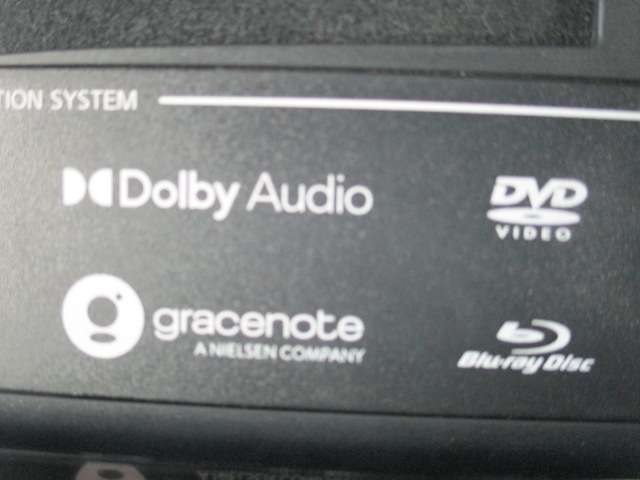 TION SYSTEM
Dolby Audio
DVD
VIDEO
gracenote
A NIELSEN COMPANY
Blu-ray Disc